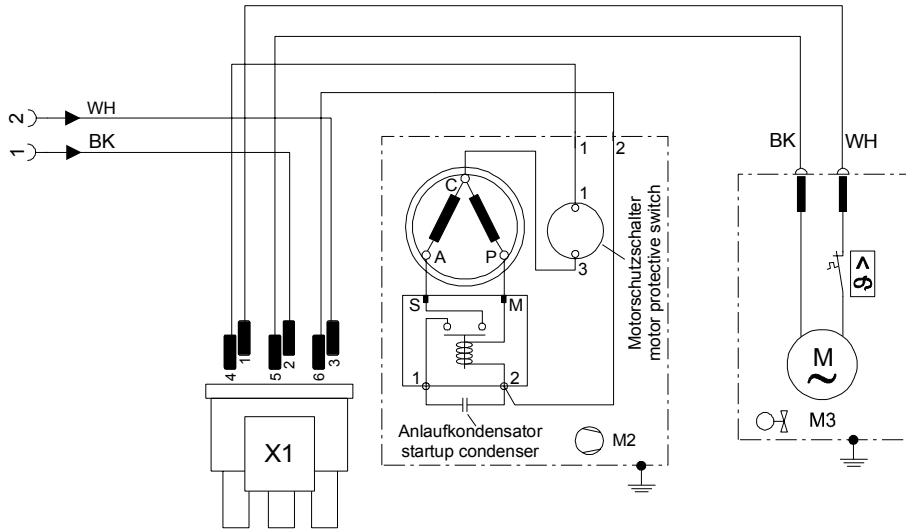 2
WH
1
BK
1
2
C
A
P
1
3
Motorschutzschalter
motor protective switch
S
M
1
2
Anlaufkondensator
startup condenser
M2
BK
WH
ϑ >
M
~
M3
4
1
5
2
6
3
X1